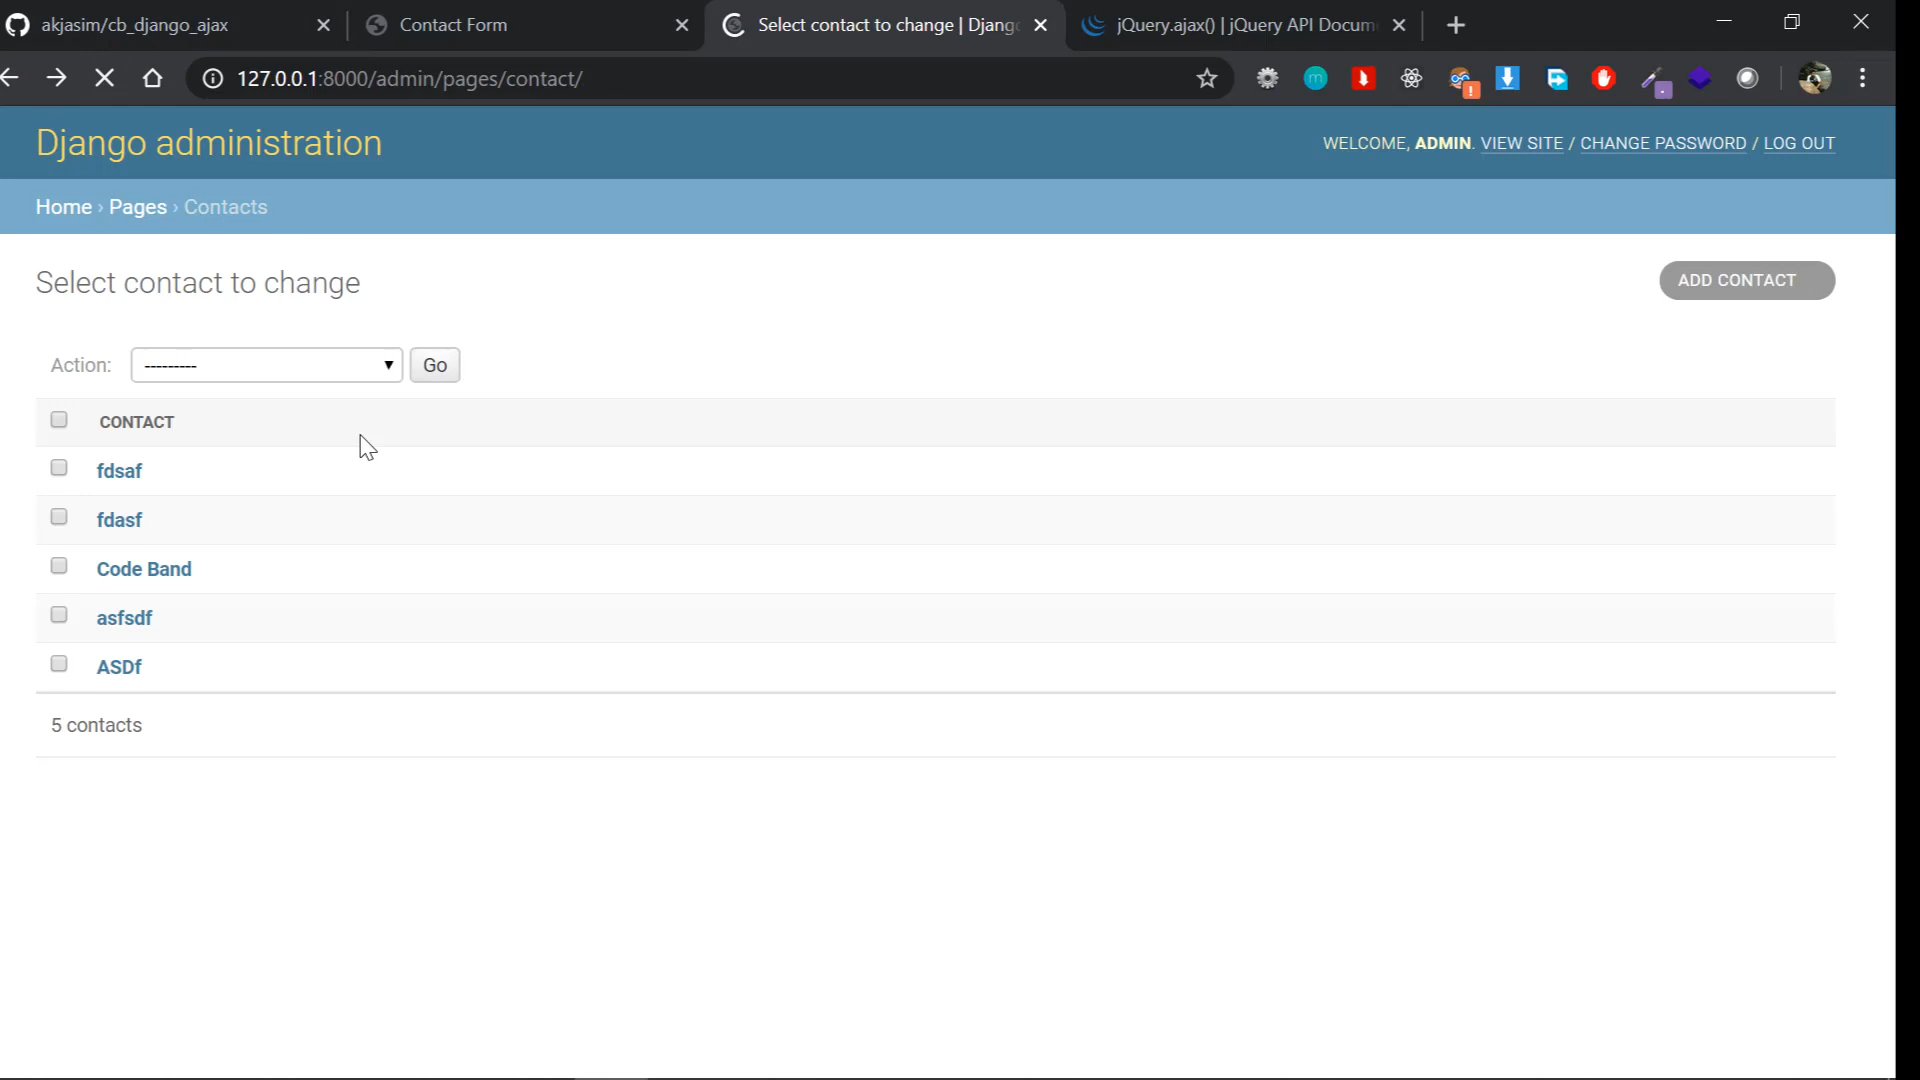 akjasim/cb_django_ajax
Contact Form
Select contact to change | Django
jQuery.ajax() | jQuery API Docum
127.0.0.1:8000/admin/pages/contact/
Django administration
WELCOME, ADMIN. VIEW SITE / CHANGE PASSWORD / LOG OUT
Home › Pages › Contacts
Select contact to change
ADD CONTACT
Action: --------- Go
CONTACT
fdsaf
fdasf
Code Band
asfsdf
ASDf
5 contacts